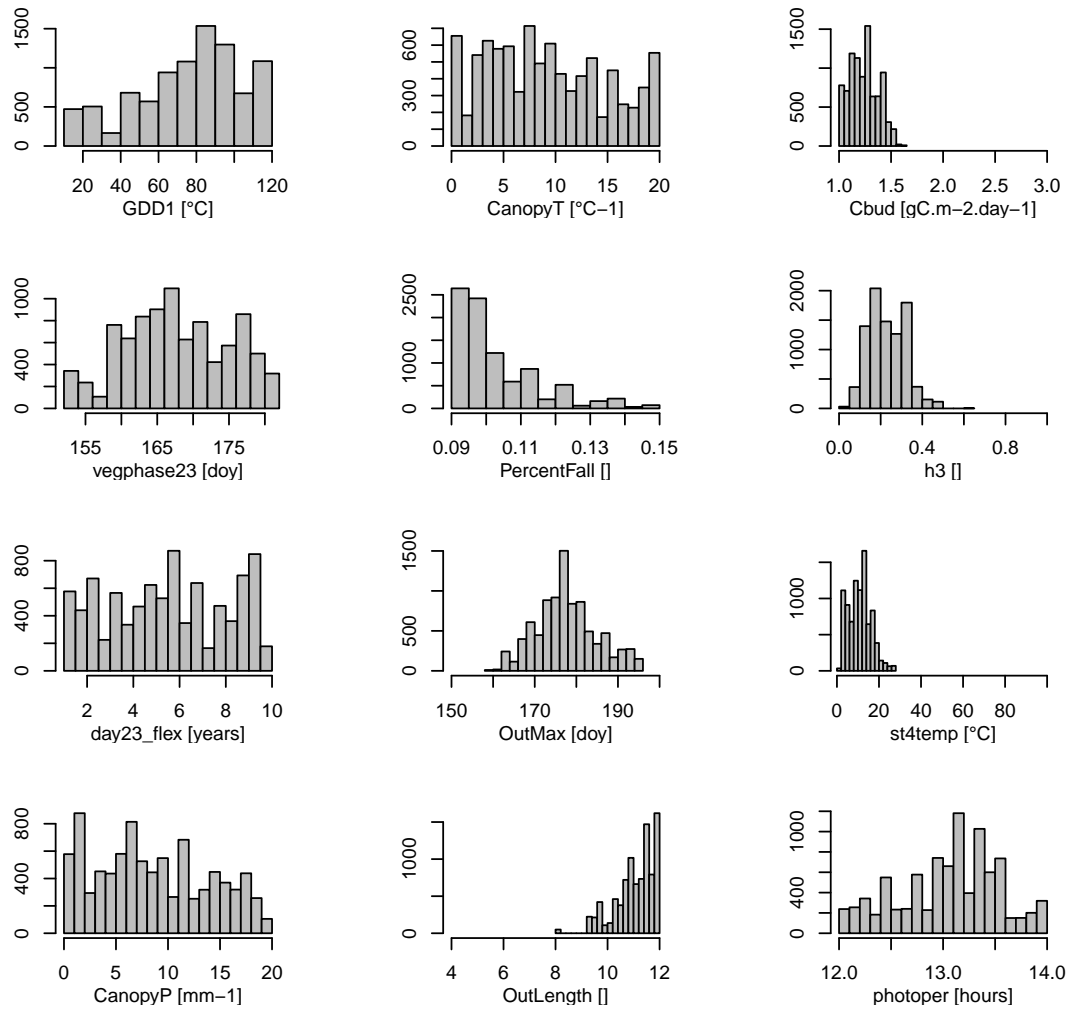 0 500 1500
20 40 60 80 120
GDD1 [°C]
0 300 600
0 5 10 15 20
CanopyT [°C−1]
0 500 1500
1.0 1.5 2.0 2.5 3.0
Cbud [gC.m−2.day−1]
0 400 1000
155 165 175
vegphase23 [doy]
0 1000 2500
0.09 0.11 0.13 0.15
PercentFall []
0 1000 2000
0.0 0.4 0.8
h3 []
0 400 800
2 4 6 8 10
day23_flex [years]
0 500 1500
150 170 190
OutMax [doy]
0 1000
0 20 40 60 80
st4temp [°C]
0 400 800
0 5 10 15 20
CanopyP [mm−1]
0 1000
4 6 8 10 12
OutLength []
0 400 1000
12.0 13.0 14.0
photoper [hours]